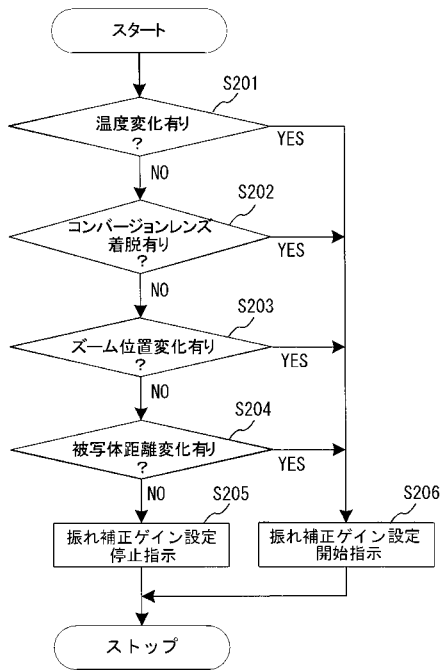 スタート
S201
温度変化有り
?
YES
NO
S202
コンバージョンレンズ
着脱有り
?
YES
NO
S203
ズーム位置変化有り
?
YES
NO
S204
被写体距離変化有り
?
YES
NO
S205
振れ補正ゲイン設定
停止指示
S206
振れ補正ゲイン設定
開始指示
ストップ